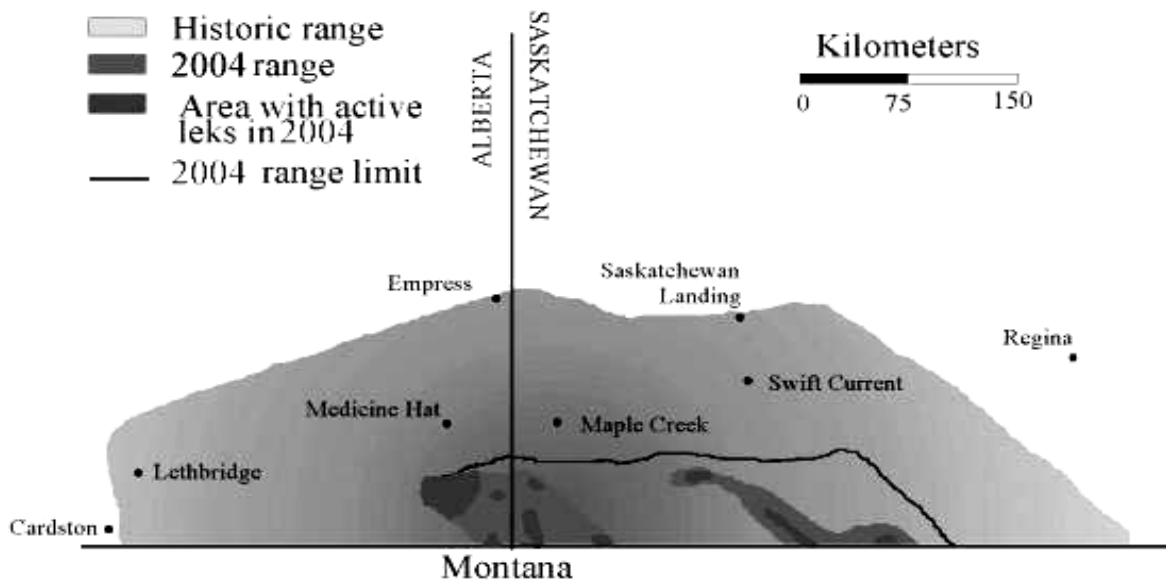 Historic range
2004 range
Area with active
leks in 2004
2004 range limit
ALBERTA
SASKATCHEWAN
Kilometers
0 75 150
Empress
Saskatchewan
Landing
Regina
Swift Current
Medicine Hat
Maple Creek
Lethbridge
Cardston
Montana